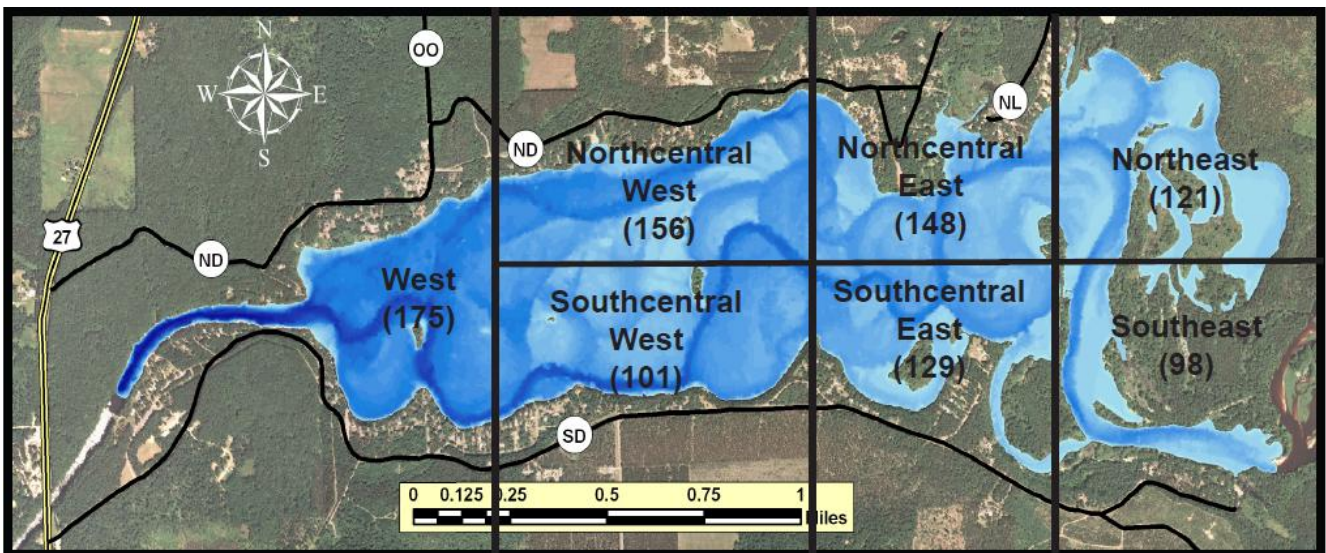 OO
N
W E
S
NL
ND
Northcentral
West
(156)
Northcentral
East
(148)
Northeast
(121)
27
ND
West
(175)
Southcentral
West
(101)
Southcentral
East
(129)
Southeast
(98)
SD
0 0.125 0.25 0.5 0.75 1
Miles